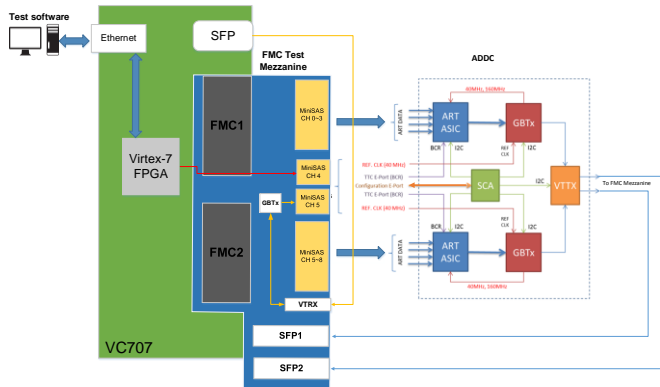 Test software
Ethernet
SFP
FMC Test
Mezzanine
ADDC
FMC1
MiniSAS
CH 0~3
ART DATA
40MHz, 160MHz
ART
ASIC
GBTx
BCR
I2C
REF
CLK
I2C
Virtex-7
FPGA
MiniSAS
CH 4
REF. CLK (40 MHz)
TTC E-Port (BCR)
Configuration E-Port
TTC E-Port (BCR)
REF. CLK (40 MHz)
SCA
I2C
VTTX
To FMC Mezzanine
GBTx
MiniSAS
CH 5
BCR
I2C
REF
CLK
I2C
FMC2
MiniSAS
CH 5~8
ART DATA
ART
ASIC
GBTx
40MHz, 160MHz
VTRX
SFP1
VC707
SFP2